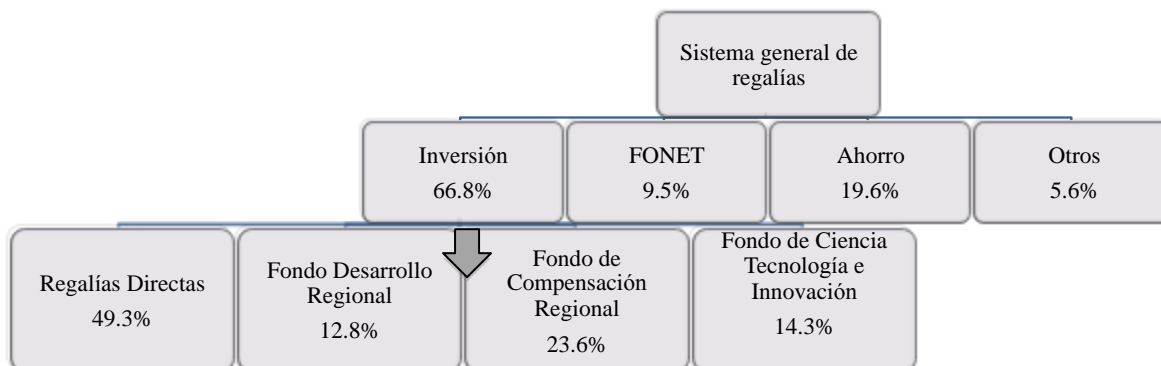 Sistema general de
regalías
Inversión
66.8%
FONET
9.5%
Ahorro
19.6%
Otros
5.6%
Regalías Directas
49.3%
Fondo Desarrollo
Regional
12.8%
Fondo de
Compensación
Regional
23.6%
Fondo de Ciencia
Tecnología e
Innovación
14.3%